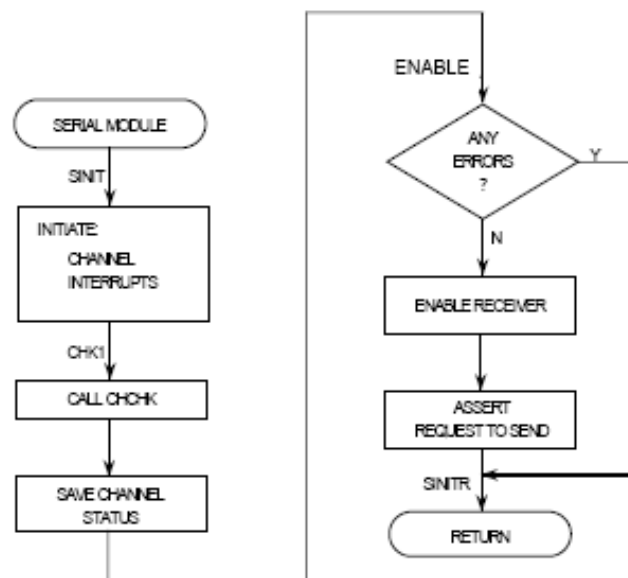 SERIAL MODULE
SINIT
INITIATE:
CHANNEL
INTERRUPTS
CHK1
CALL CHCHK
SAVE CHANNEL
STATUS
ENABLE
ANY
ERRORS
?
Y
N
ENABLE RECEIVER
ASSERT
REQUEST TO SEND
SINITR
RETURN